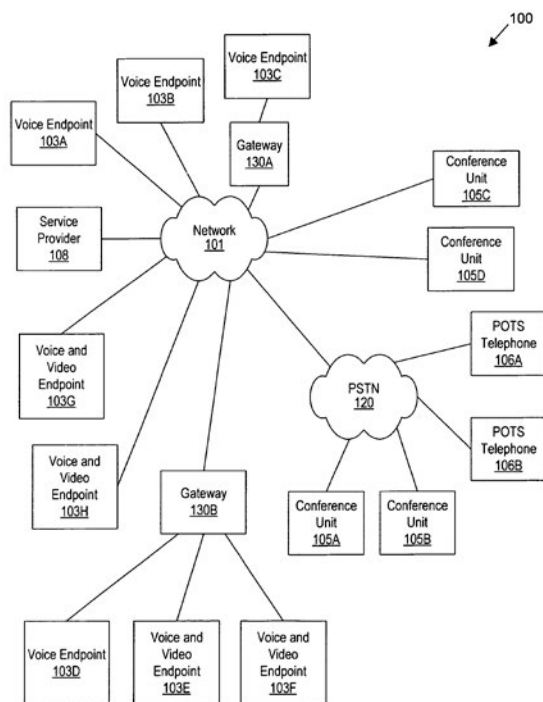 100
Voice Endpoint
103C
Voice Endpoint
103B
Voice Endpoint
103A
Gateway
130A
Conference
Unit
105C
Service
Provider
108
Network
101
Conference
Unit
105D
Voice and
Video
Endpoint
103G
POTS
Telephone
106A
PSTN
120
POTS
Telephone
106B
Voice and
Video
Endpoint
103H
Gateway
130B
Conference
Unit
105A
Conference
Unit
105B
Voice Endpoint
103D
Voice and
Video
Endpoint
103E
Voice and
Video
Endpoint
103F